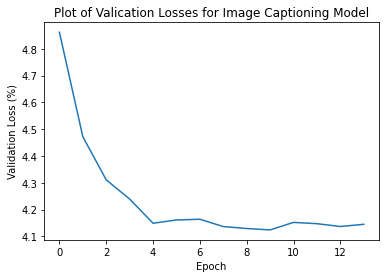 Plot of Valication Losses for Image Captioning Model
4.8
4.7
4.6
4.5
4.4
4.3
4.2
4.1
Validation Loss (%)
0 2 4 6 8 10 12
Epoch